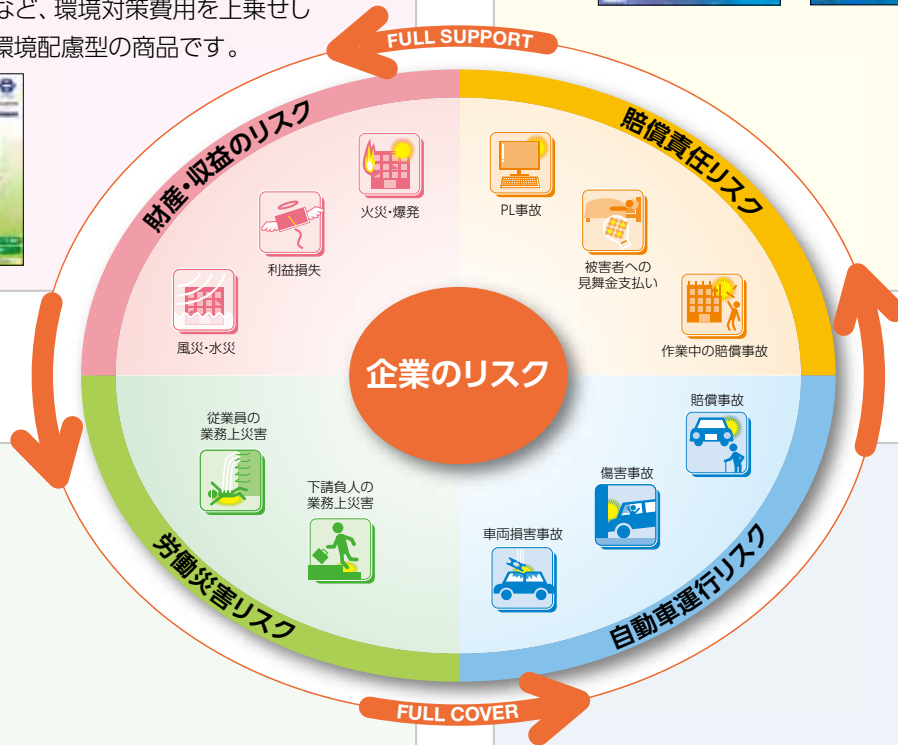 など、環境対策費用を上乗せし
環境配慮型の商品です。
FULL SUPPORT
財産・収益のリスク
火災・爆発
利益損失
風災・水災
賠償責任リスク
PL事故
被害者への
見舞金支払い
作業中の賠償事故
企業のリスク
従業員の
業務上災害
下請負人の
業務上災害
労働災害リスク
賠償事故
傷害事故
車両損害事故
自動車運行リスク
FULL COVER